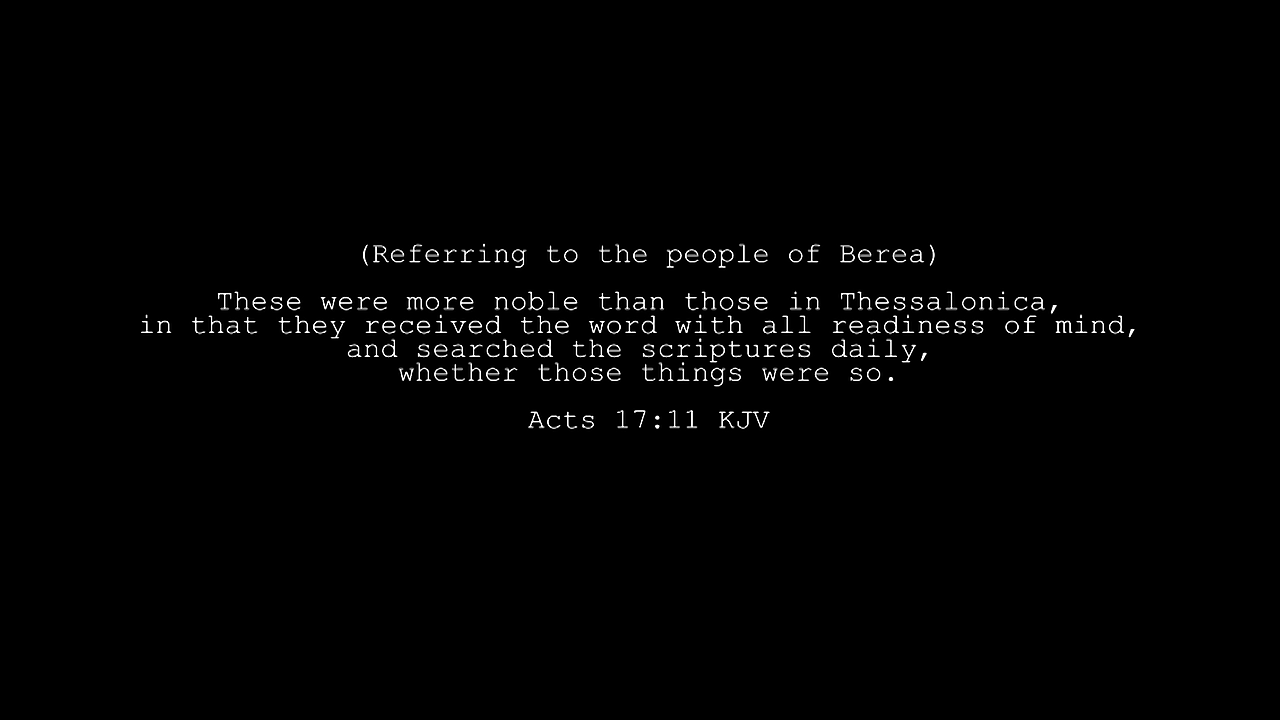 (Referring to the people of Berea)
These were more noble than those in Thessalonica,
in that they received the word with all readiness of mind,
and searched the scriptures daily,
whether those things were so.
Acts 17:11 KJV